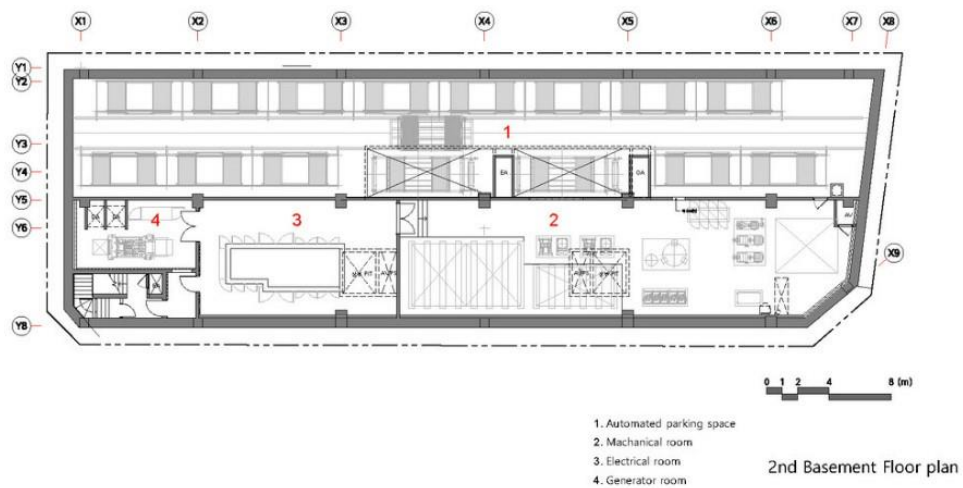 X1 X2 X3 X4 X5 X6 X7 X8
Y1
Y2
1
Y3
EA OA
Y4
Y5
4 3 2 AV
Y6
X9
Y8
0 1 2 4 8 (m)
1. Automated parking space
2. Machanical room
3. Electrical room
4. Generator room
2nd Basement Floor plan